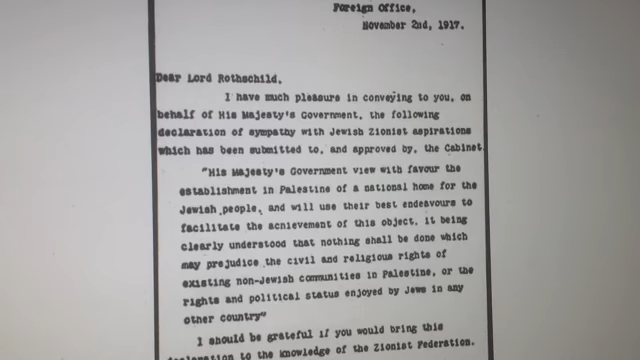 Foreign Office,
November 2nd, 1917.
Dear Lord Rothschild,
I have much pleasure in conveying to you, on
behalf of His Majesty's Government, the following
declaration of sympathy with Jewish Zionist aspirations
which has been submitted to, and approved by, the Cabinet
"His Majesty's Government view with favour the
establishment in Palestine of a national home for the
Jewish people, and will use their best endeavours to
facilitate the achievement of this object, it being
clearly understood that nothing shall be done which
may prejudice the civil and religious rights of
existing non-Jewish communities in Palestine, or the
rights and political status enjoyed by Jews in any
other country"
I should be grateful if you would bring this
declaration to the knowledge of the Zionist Federation.